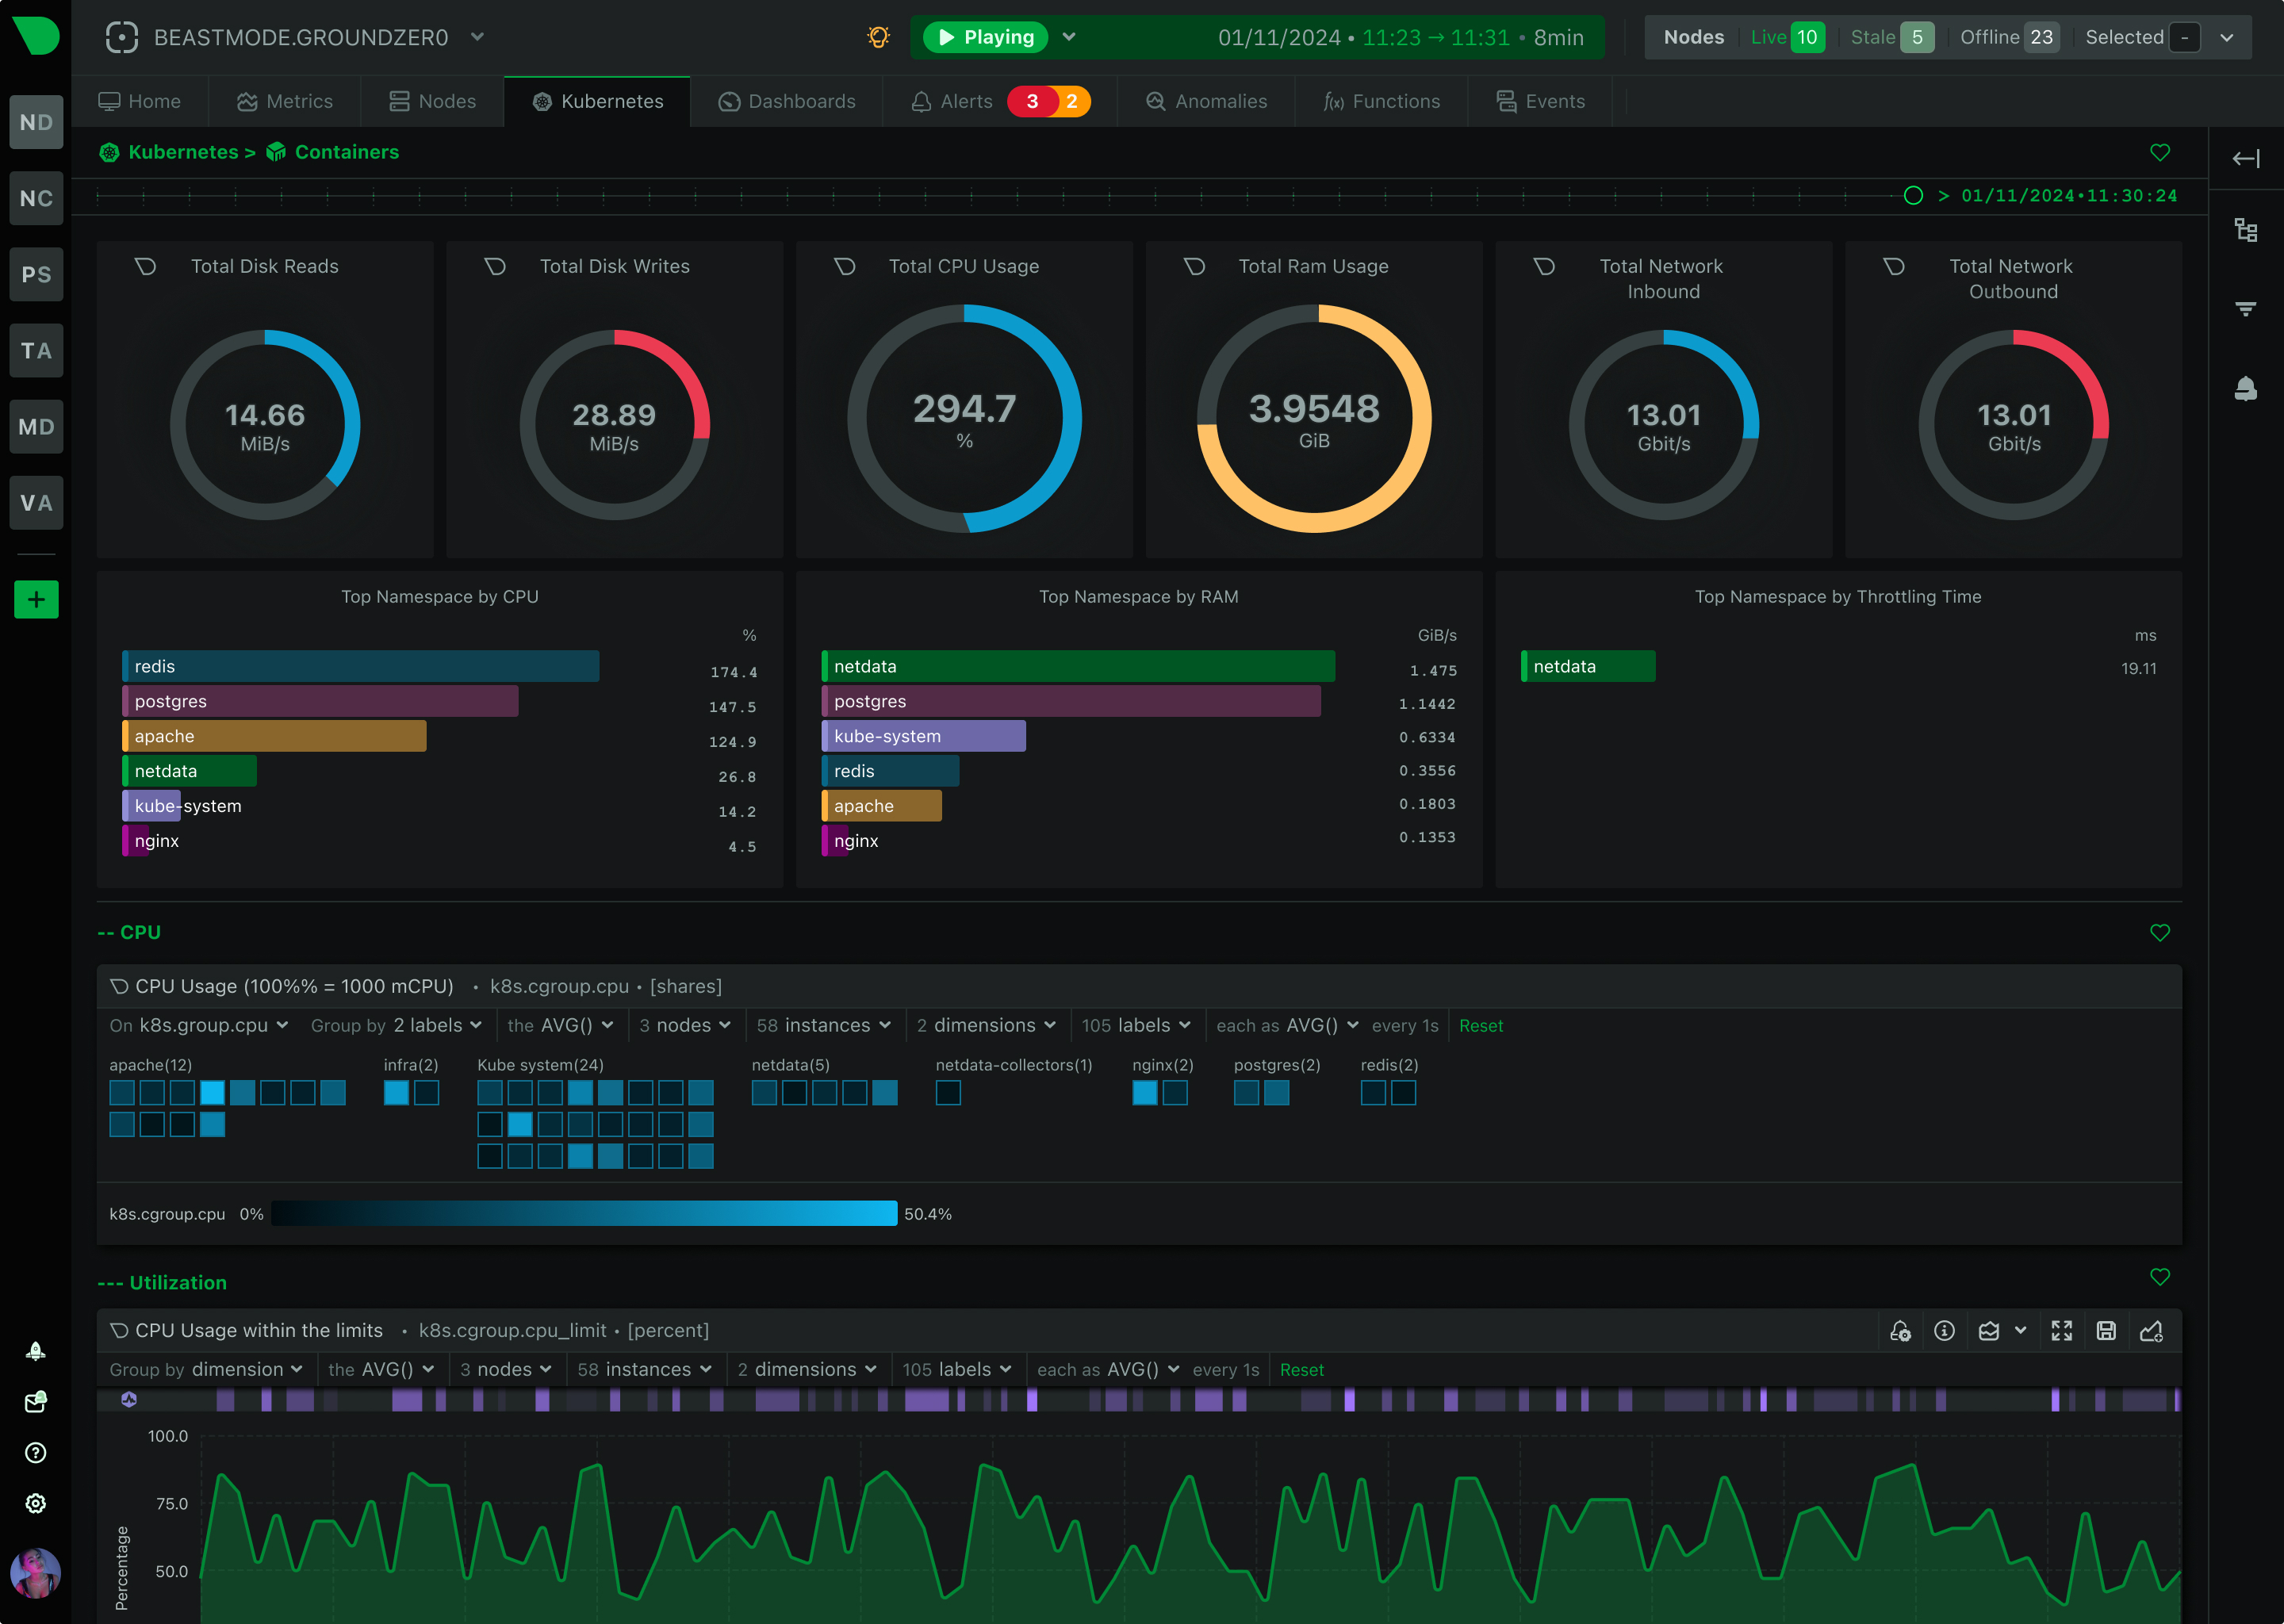 BEASTMODE.GROUNDZER0
Playing
01/11/2024 • 11:23 → 11:31 • 8min
Nodes Live 10 Stale 5 Offline 23 Selected -
Home Metrics Nodes Kubernetes Dashboards Alerts 3 2 Anomalies Functions Events
ND
NC
PS
TA
MD
VA
+
Kubernetes > Containers
> 01/11/2024•11:30:24
Total Disk Reads
14.66
MiB/s
Total Disk Writes
28.89
MiB/s
Total CPU Usage
294.7
%
Total Ram Usage
3.9548
GiB
Total Network
Inbound
13.01
Gbit/s
Total Network
Outbound
13.01
Gbit/s
Top Namespace by CPU
%
redis 174.4
postgres 147.5
apache 124.9
netdata 26.8
kube-system 14.2
nginx 4.5
Top Namespace by RAM
GiB/s
netdata 1.475
postgres 1.1442
kube-system 0.6334
redis 0.3556
apache 0.1803
nginx 0.1353
Top Namespace by Throttling Time
ms
netdata 19.11
-- CPU
CPU Usage (100%% = 1000 mCPU) • k8s.cgroup.cpu • [shares]
On k8s.group.cpu Group by 2 labels the AVG() 3 nodes 58 instances 2 dimensions 105 labels each as AVG() every 1s Reset
apache(12) infra(2) Kube system(24) netdata(5) netdata-collectors(1) nginx(2) postgres(2) redis(2)
k8s.cgroup.cpu 0% 50.4%
--- Utilization
CPU Usage within the limits • k8s.cgroup.cpu_limit • [percent]
Group by dimension the AVG() 3 nodes 58 instances 2 dimensions 105 labels each as AVG() every 1s Reset
100.0
75.0
50.0
Percentage